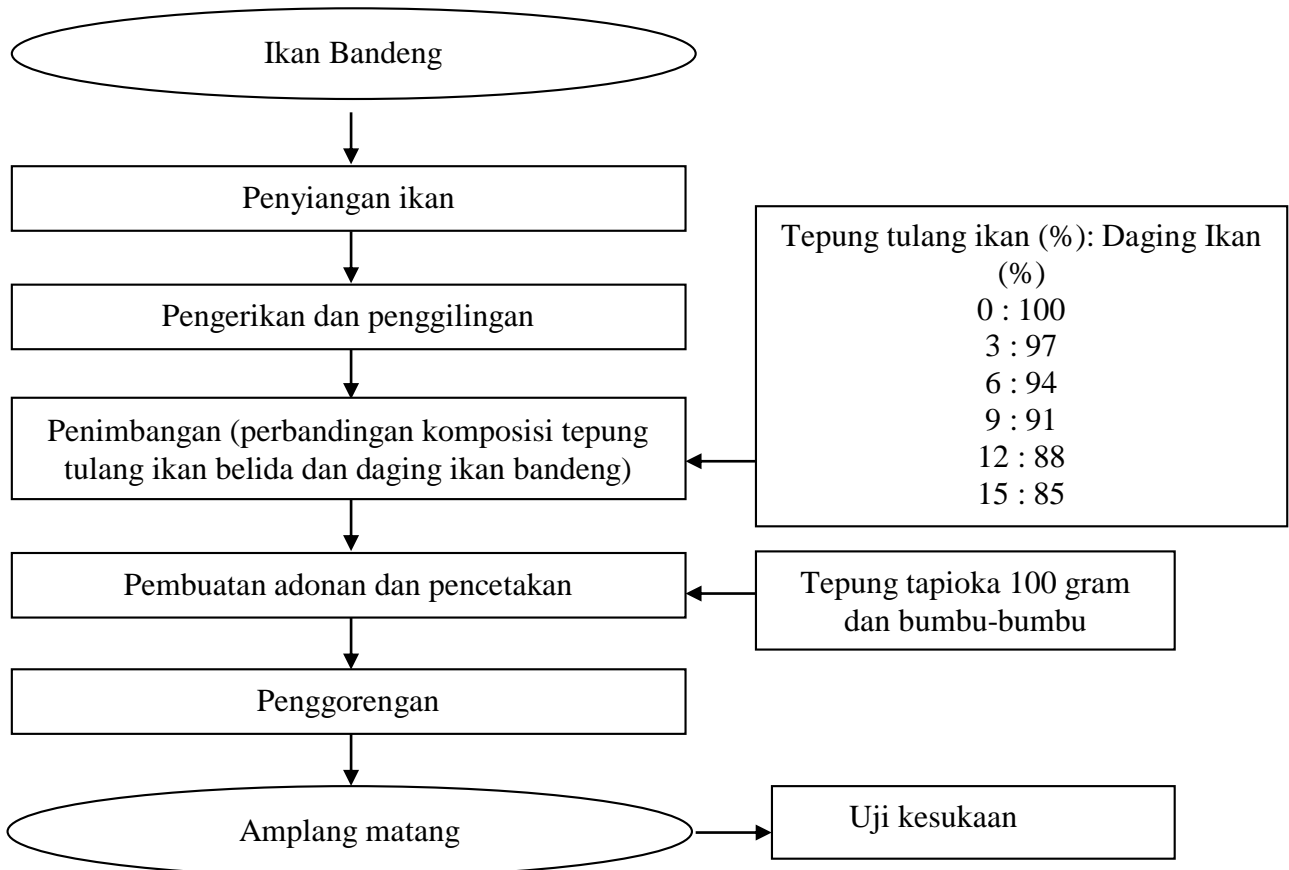 Ikan Bandeng
Penyiangan ikan
Pengerikan dan penggilingan
Tepung tulang ikan (%): Daging Ikan
(%)
0 : 100
3 : 97
6 : 94
9 : 91
12 : 88
15 : 85
Penimbangan (perbandingan komposisi tepung
tulang ikan belida dan daging ikan bandeng)
Pembuatan adonan dan pencetakan
Tepung tapioka 100 gram
dan bumbu-bumbu
Penggorengan
Amplang matang
Uji kesukaan